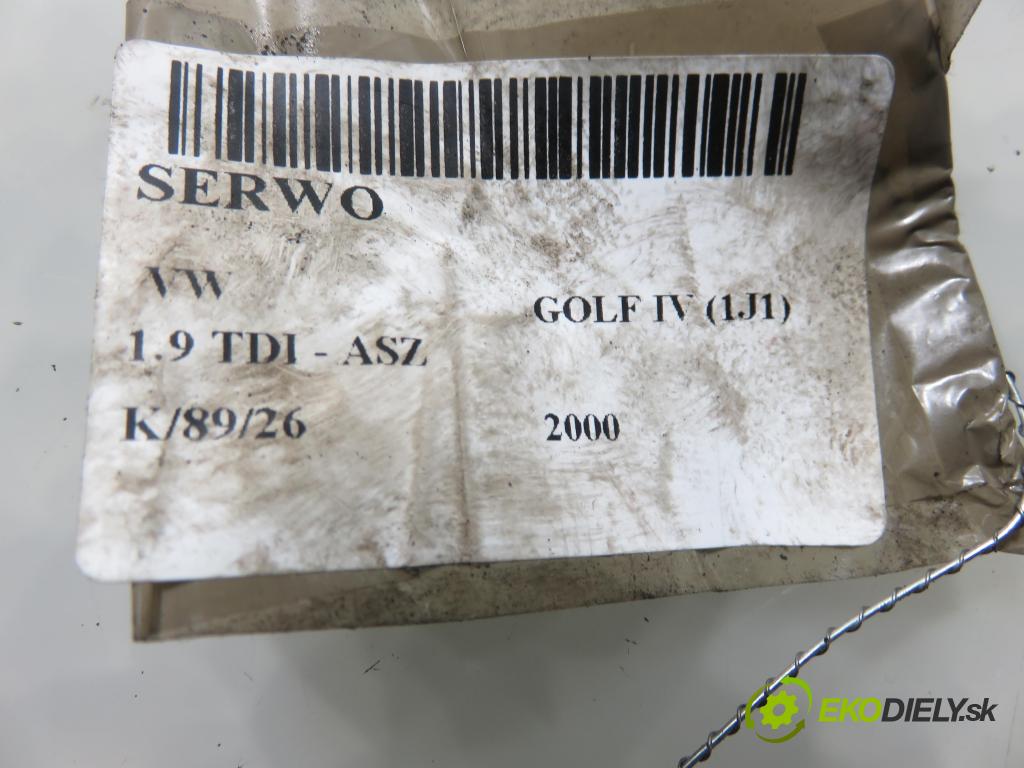 SERWO
VW
GOLF IV (1J1)
1.9 TDI - ASZ
K/89/26
2000
EKODIELY.sk